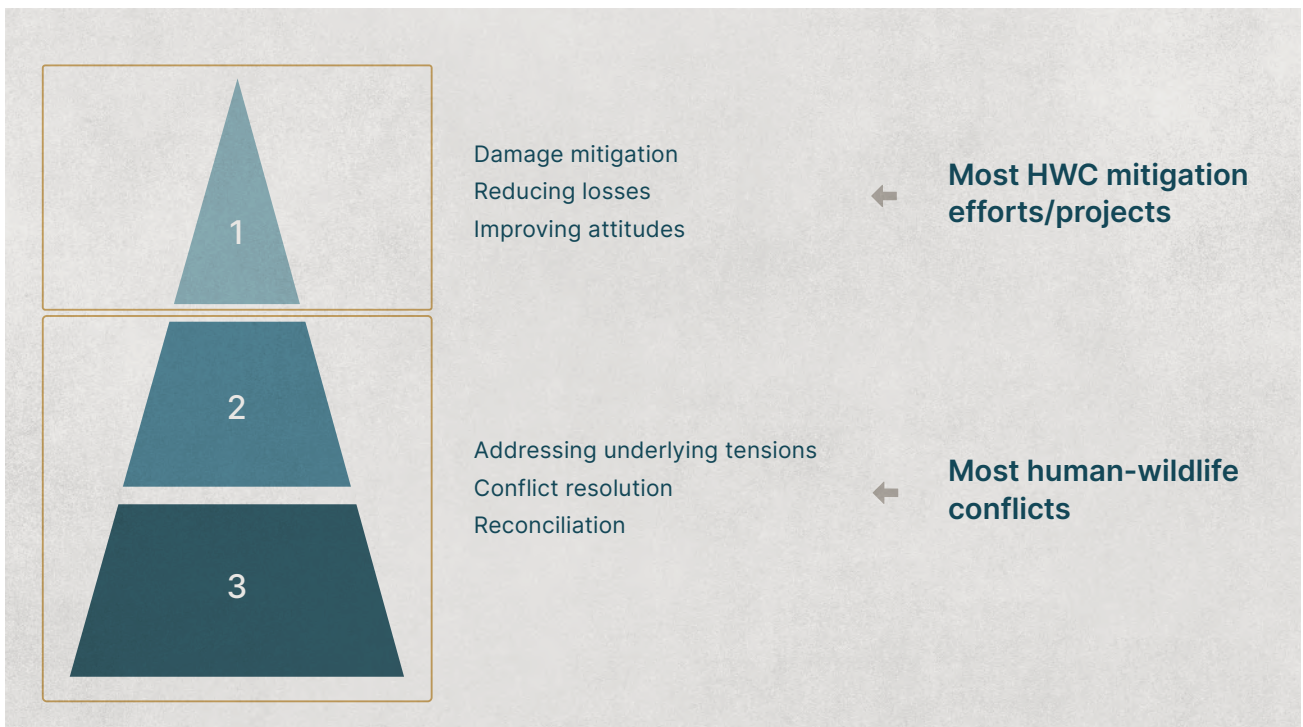 1
Damage mitigation
Reducing losses
Improving attitudes
Most HWC mitigation
efforts/projects
2
3
Addressing underlying tensions
Conflict resolution
Reconciliation
Most human-wildlife
conflicts